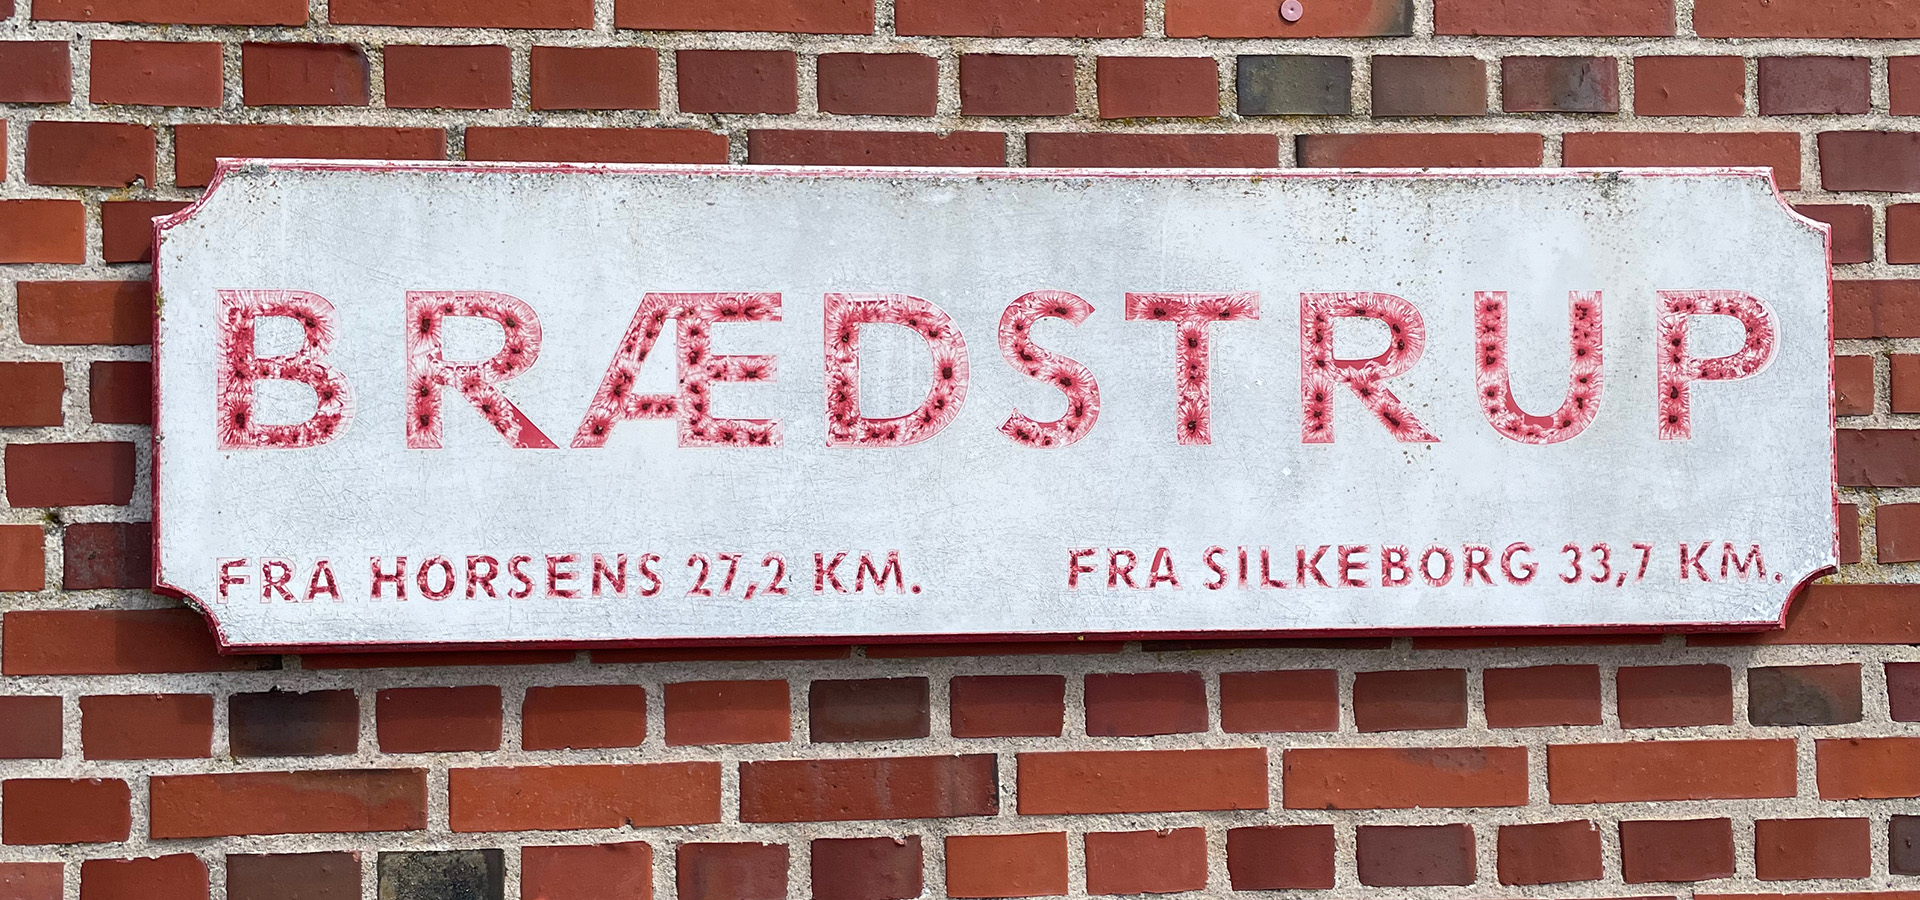 BRÆDSTRUP
FRA HORSENS 27,2 KM. FRA SILKEBORG 33,7 KM.